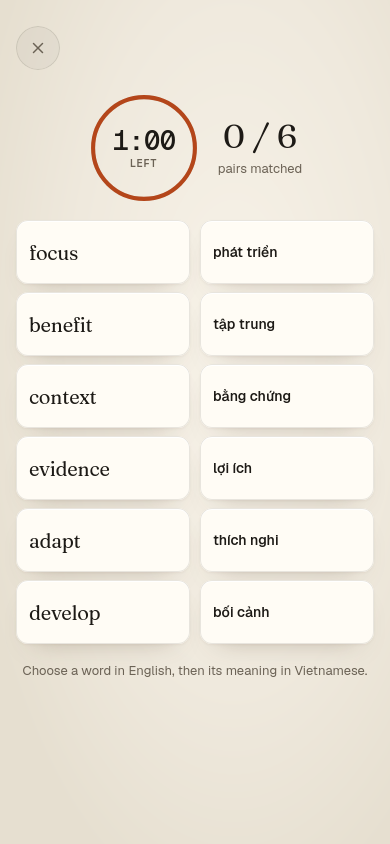 1:00
LEFT
0 / 6
pairs matched
focus
phát triển
benefit
tập trung
context
bằng chứng
evidence
lợi ích
adapt
thích nghi
develop
bối cảnh
Choose a word in English, then its meaning in Vietnamese.